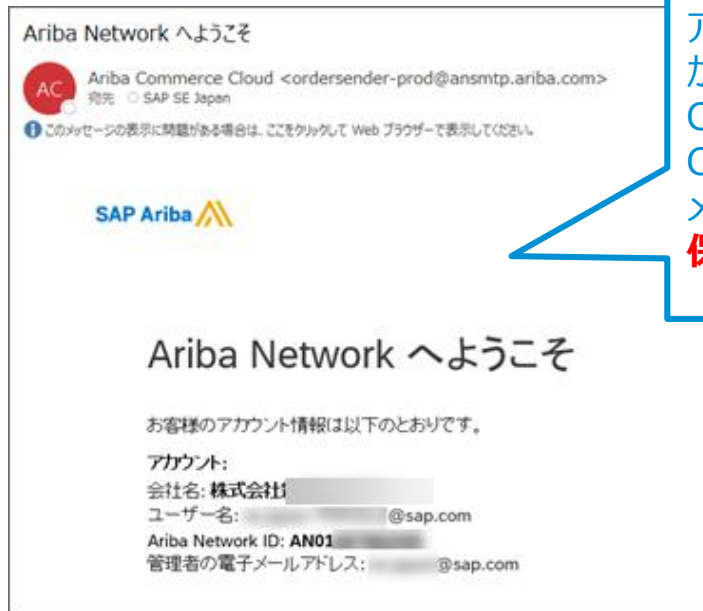 Ariba Network へようこそ
AC
Ariba Commerce Cloud <ordersender-prod@ansmtp.ariba.com>
宛先 SAP SE Japan
このメッセージの表示に問題がある場合は、ここをクリックして Web ブラウザーで表示してください。
SAP Ariba
Ariba Network へようこそ
お客様のアカウント情報は以下のとおりです。
アカウント:
会社名: 株式会社
ユーザー名: @sap.com
Ariba Network ID: AN01
管理者の電子メールアドレス: @sap.com